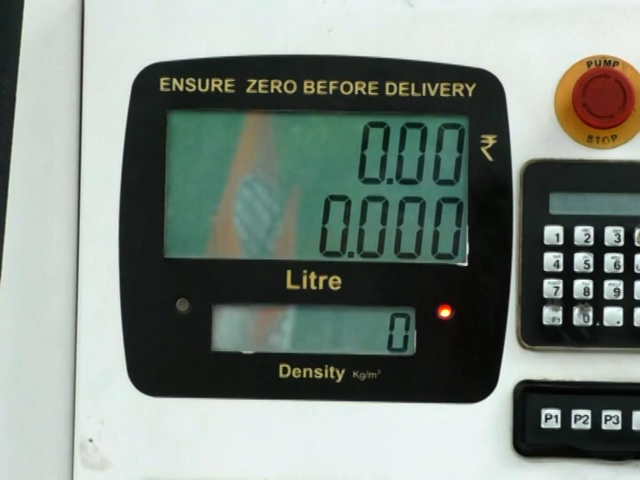 ENSURE ZERO BEFORE DELIVERY
0.00 ₹
0.000
Litre
0
Density Kg/m³
PUMP
STOP
1 2 3
4 5 6
7 8 9
0 .
P1 P2 P3